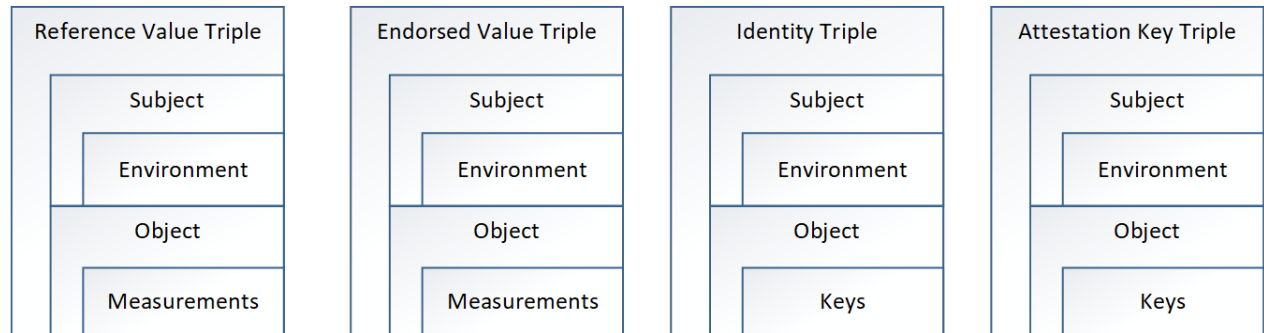 Reference Value Triple
Subject
Environment
Object
Measurements
Endorsed Value Triple
Subject
Environment
Object
Measurements
Identity Triple
Subject
Environment
Object
Keys
Attestation Key Triple
Subject
Environment
Object
Keys